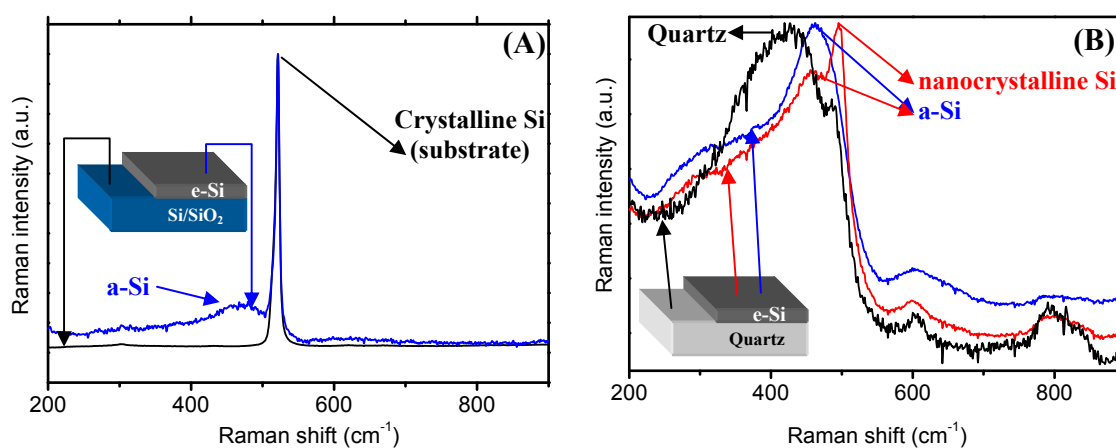 (A)
Raman intensity (a.u.)
Crystalline Si
(substrate)
e-Si
Si/SiO₂
a-Si
200 400 600 800
Raman shift (cm⁻¹)
(B)
Quartz
nanocrystalline Si
a-Si
Raman intensity (a.u.)
e-Si
Quartz
200 400 600 800
Raman shift (cm⁻¹)